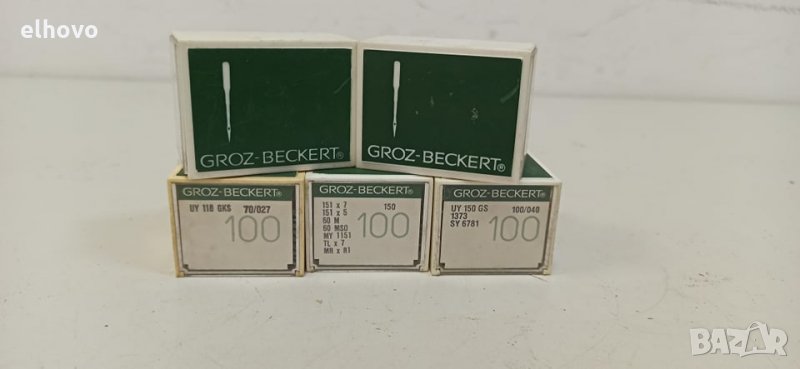 elhovo
GROZ-BECKERT®
GROZ-BECKERT®
GROZ-BECKERT®
UY 118 GKS 70/027
100
GROZ-BECKERT®
151 x 7 150
151 x 5
60 M
60 MSO
MY 1151
TL x 7
MR x R1
100
GROZ-BECKERT®
UY 150 GS 100/040
1373
SY 6781
100
BAZAR